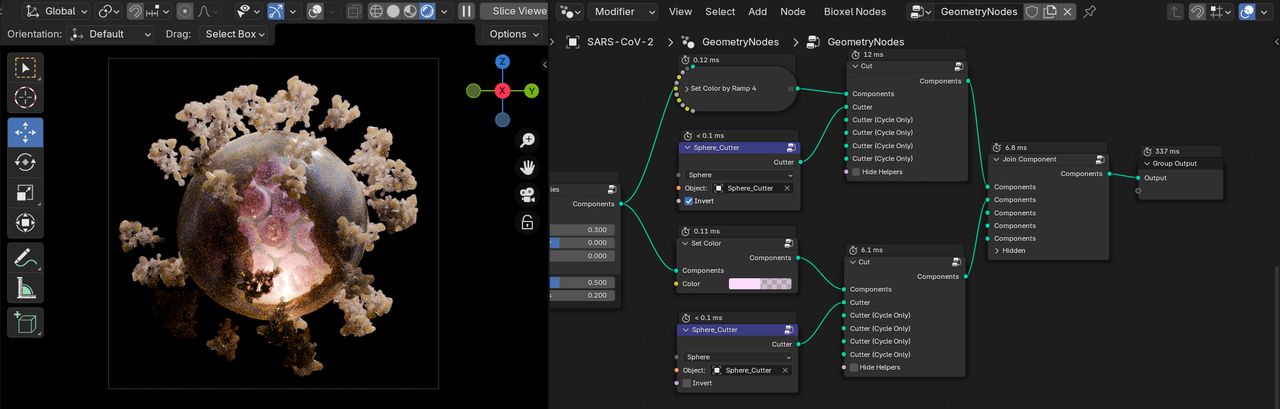 Global
Slice Viewe
Modifier
View
Select
Add
Node
Bioxel Nodes
GeometryNodes
Orientation:
Default
Drag:
Select Box
Options
SARS-CoV-2
GeometryNodes
GeometryNodes
Z
X
Y
0.12 ms
Set Color by Ramp 4
< 0.1 ms
Sphere_Cutter
Cutter
Sphere
Object:
Sphere_Cutter
Invert
ies
Components
0.300
0.000
0.000
0.500
0.200
0.11 ms
Set Color
Components
Components
Color
< 0.1 ms
Sphere_Cutter
Cutter
Sphere
Object:
Sphere_Cutter
Invert
12 ms
Cut
Components
Components
Cutter
Cutter (Cycle Only)
Cutter (Cycle Only)
Cutter (Cycle Only)
Cutter (Cycle Only)
Hide Helpers
6.1 ms
Cut
Components
Components
Cutter
Cutter (Cycle Only)
Cutter (Cycle Only)
Cutter (Cycle Only)
Cutter (Cycle Only)
Hide Helpers
6.8 ms
Join Component
Components
Components
Components
Components
Components
Components
Hidden
337 ms
Group Output
Output